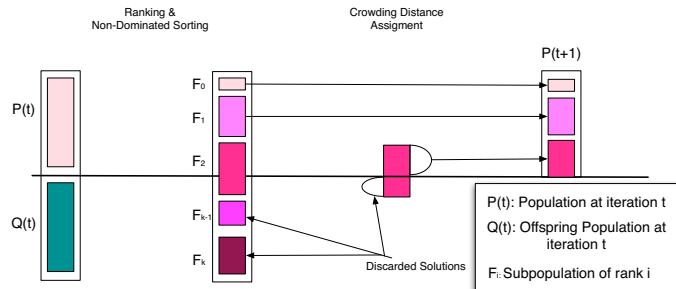 Ranking &
Non-Dominated Sorting
Crowding Distance
Assigment
P(t+1)
P(t)
Q(t)
F0
F1
F2
Fk-1
Fk
Discarded Solutions
P(t): Population at iteration t
Q(t): Offspring Population at
iteration t
Fi: Subpopulation of rank i